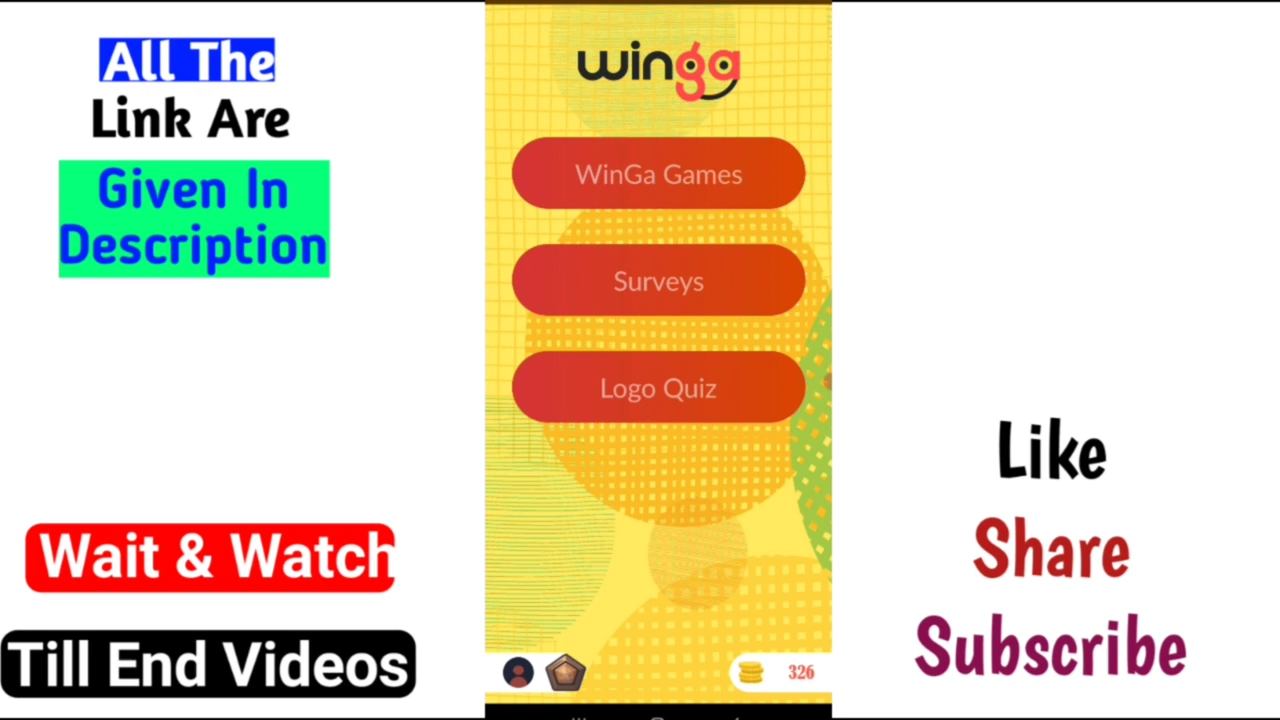 All The
Link Are
Given In
Description
Wait & Watch
Till End Videos
winga
WinGa Games
Surveys
Logo Quiz
326
Like
Share
Subscribe